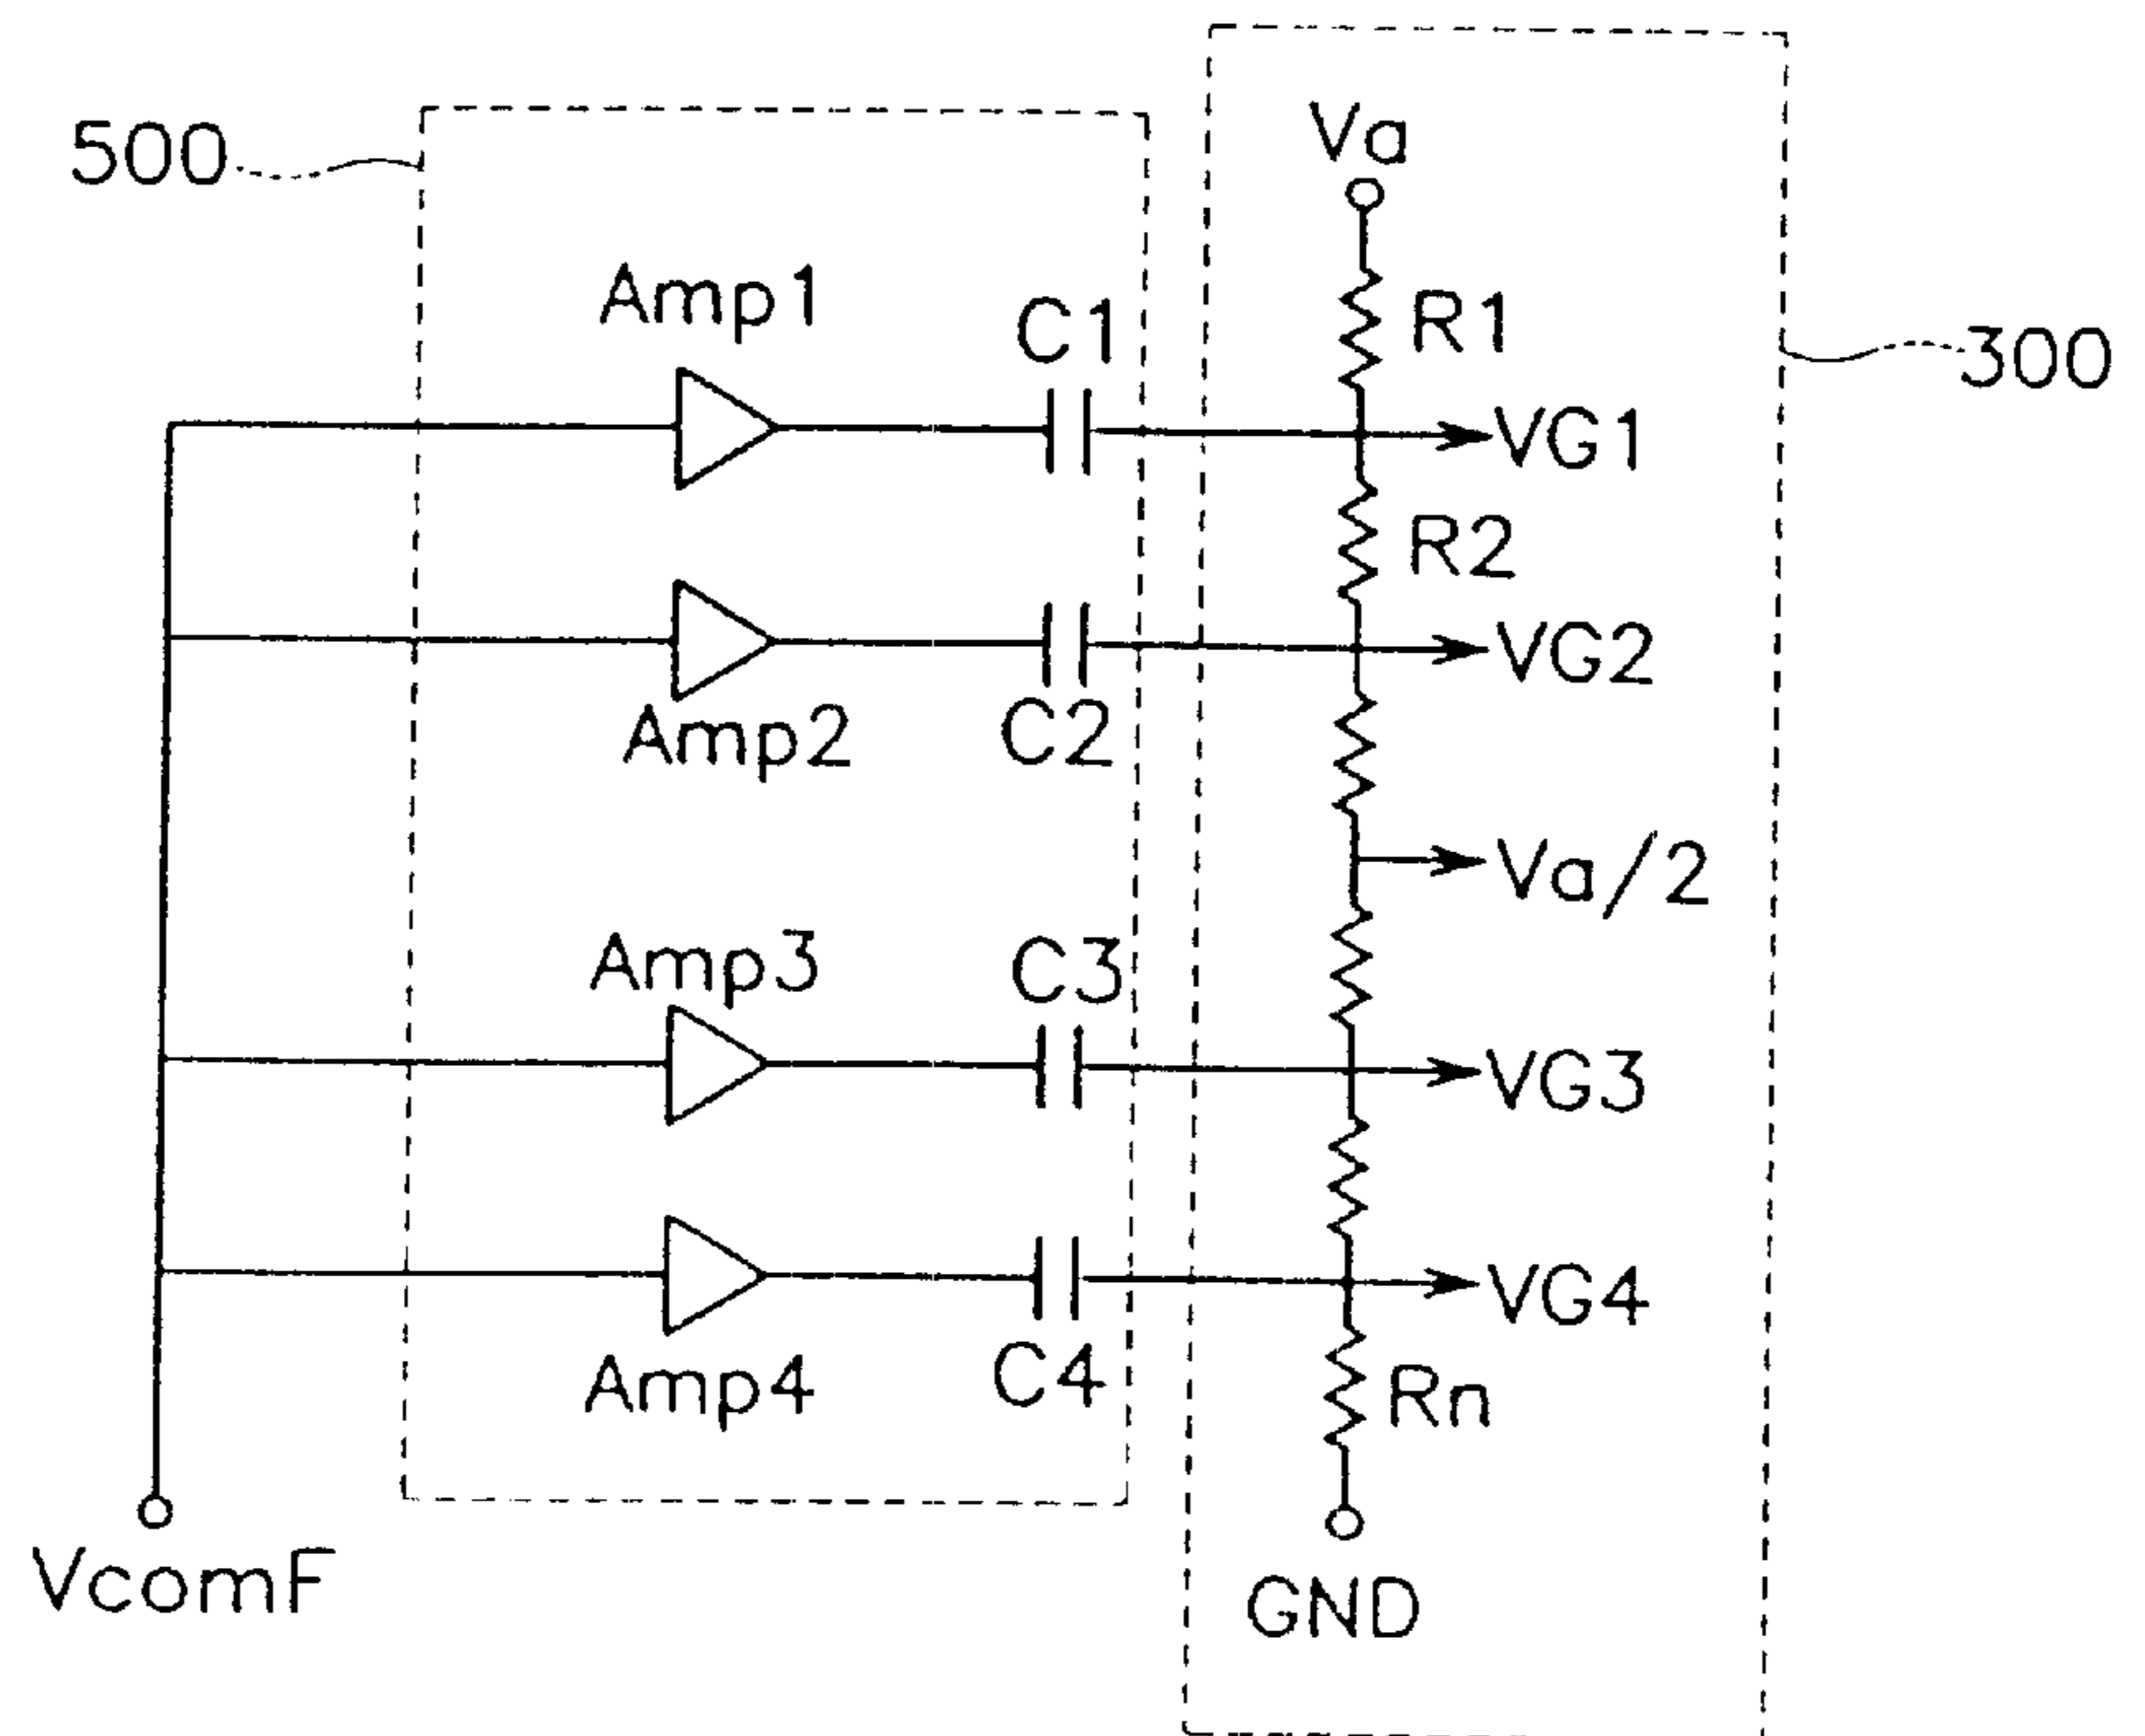 500
Va
Amp1
C1
R1
300
VG1
R2
VG2
Amp2
C2
Va/2
Amp3
C3
VG3
VG4
Amp4
C4
Rn
VcomF
GND